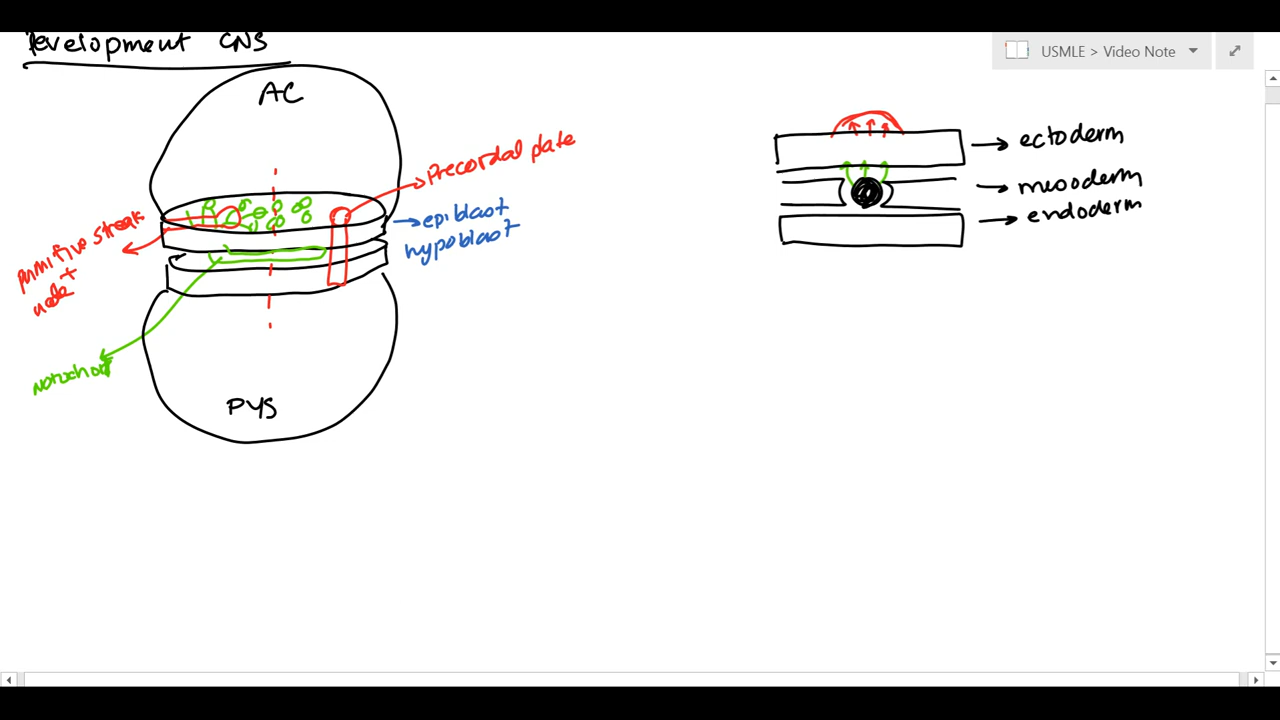 Development CNS
USMLE > Video Note
AC
Precordal plate
ectoderm
mesoderm
endoderm
epiblast
hypoblast
primitive streak
+
node
notochord
PYS